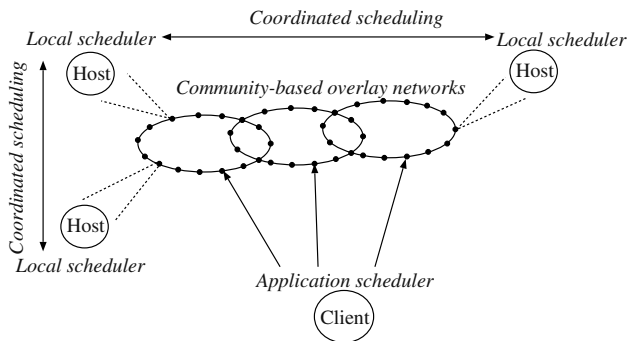 Coordinated scheduling
Local scheduler
Local scheduler
Host
Host
Community-based overlay networks
Coordinated scheduling
Host
Local scheduler
Application scheduler
Client